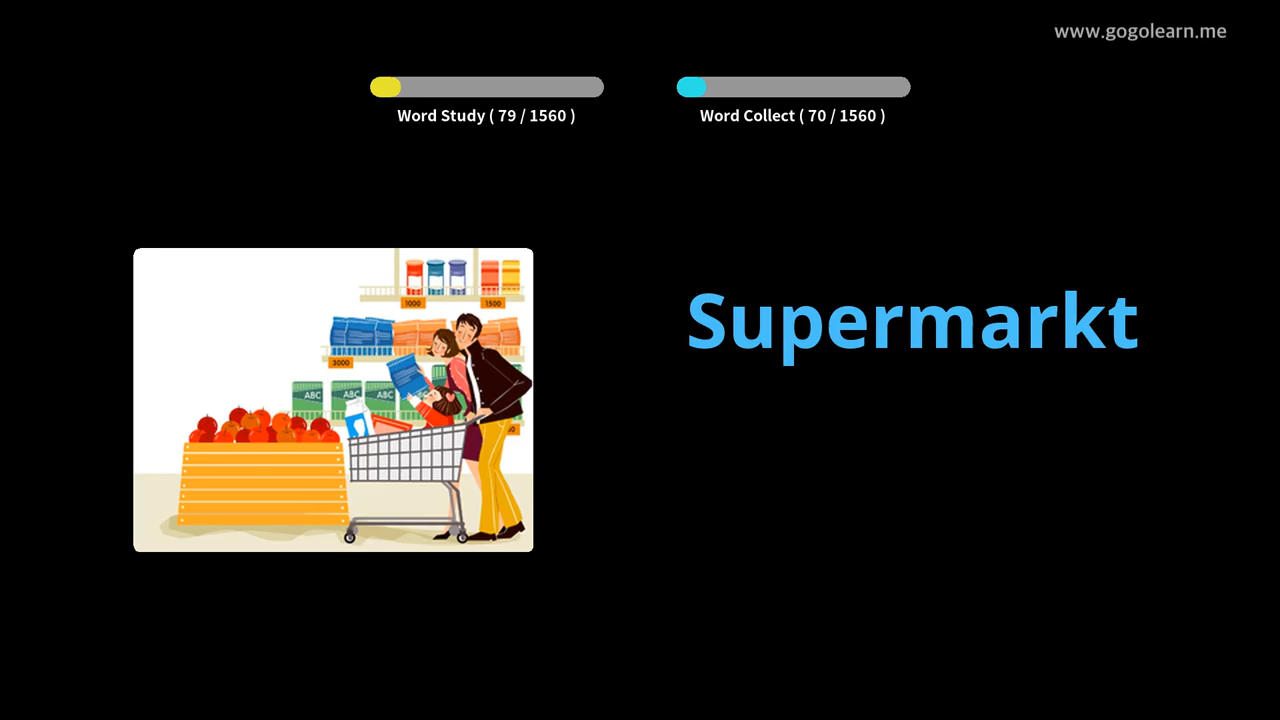 www.gogolearn.me
Word Study ( 79 / 1560 )
Word Collect ( 70 / 1560 )
Supermarkt
1000
1500
3000
ABC
ABC
ABC